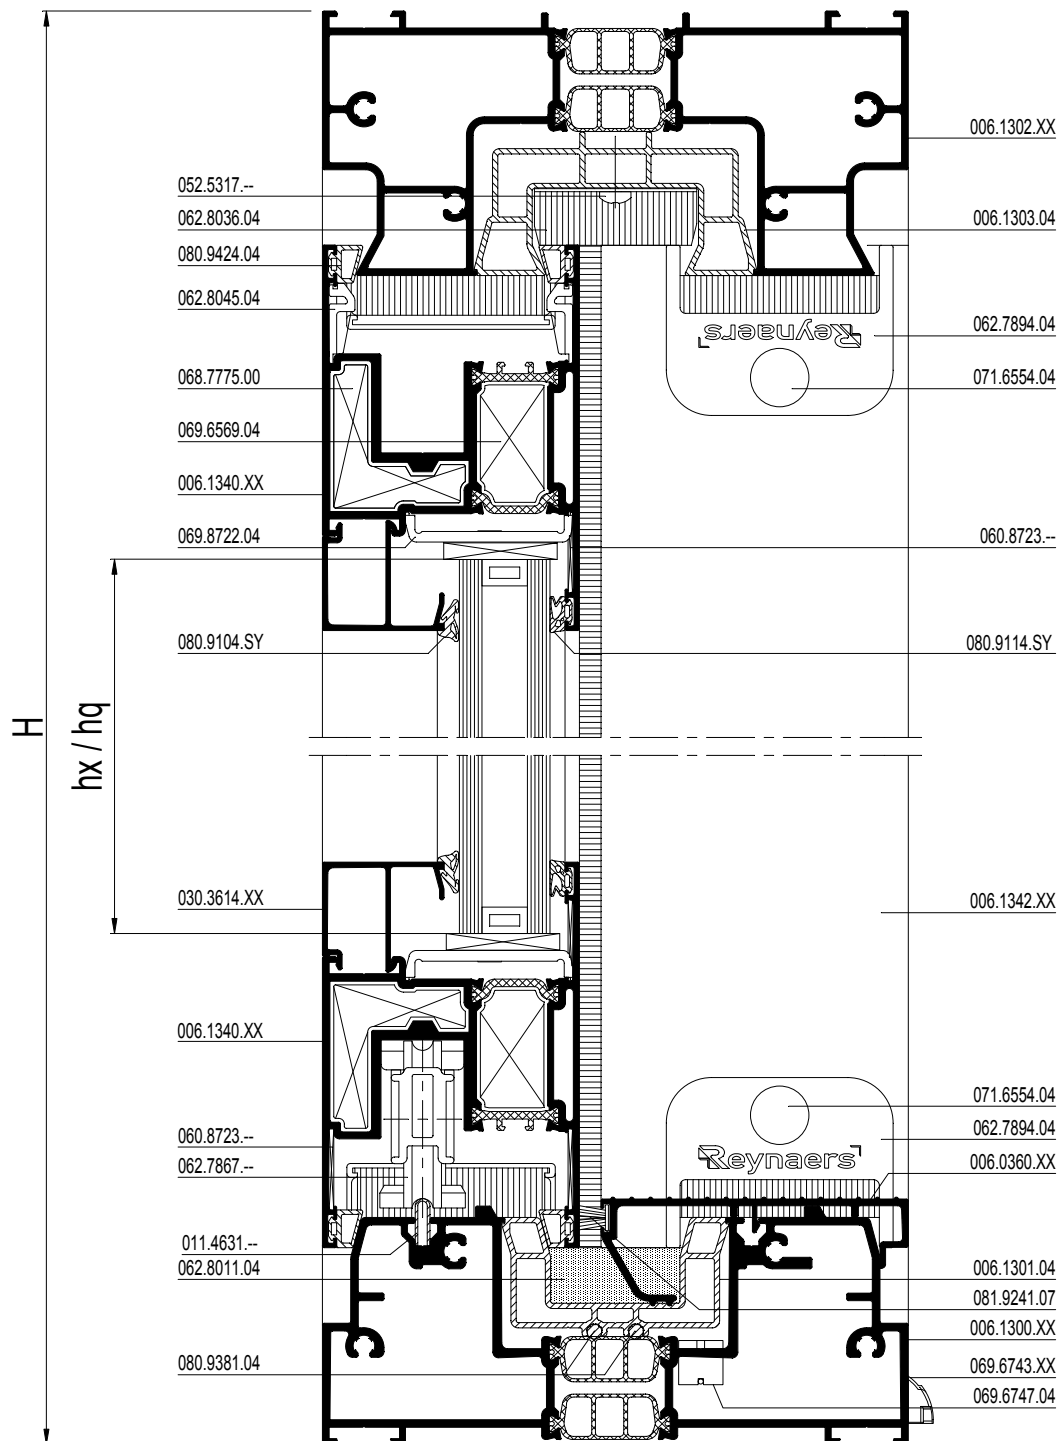 006.1302.XX
052.5317.--
062.8036.04
006.1303.04
080.9424.04
062.8045.04
062.7894.04
Reynaers
068.7775.00
071.6554.04
069.6569.04
006.1340.XX
069.8722.04
060.8723.--
080.9104.SY
080.9114.SY
H
hx / hq
030.3614.XX
006.1342.XX
006.1340.XX
071.6554.04
060.8723.--
062.7894.04
Reynaers
062.7867.--
006.0360.XX
011.4631.--
062.8011.04
006.1301.04
081.9241.07
006.1300.XX
080.9381.04
069.6743.XX
069.6747.04